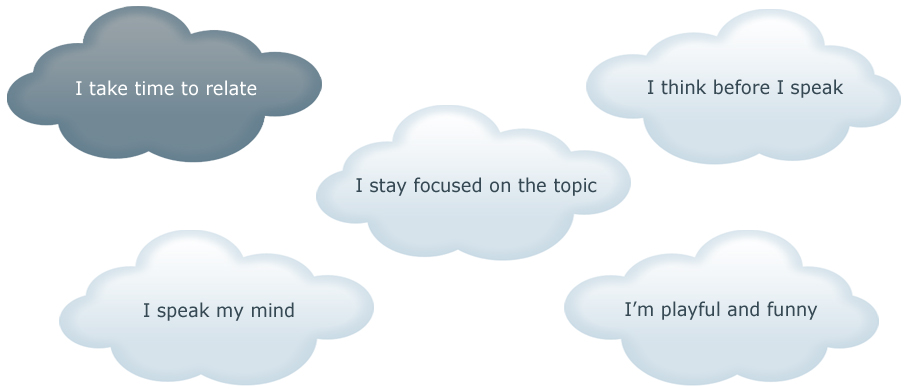 I take time to relate
I think before I speak
I stay focused on the topic
I speak my mind
I’m playful and funny